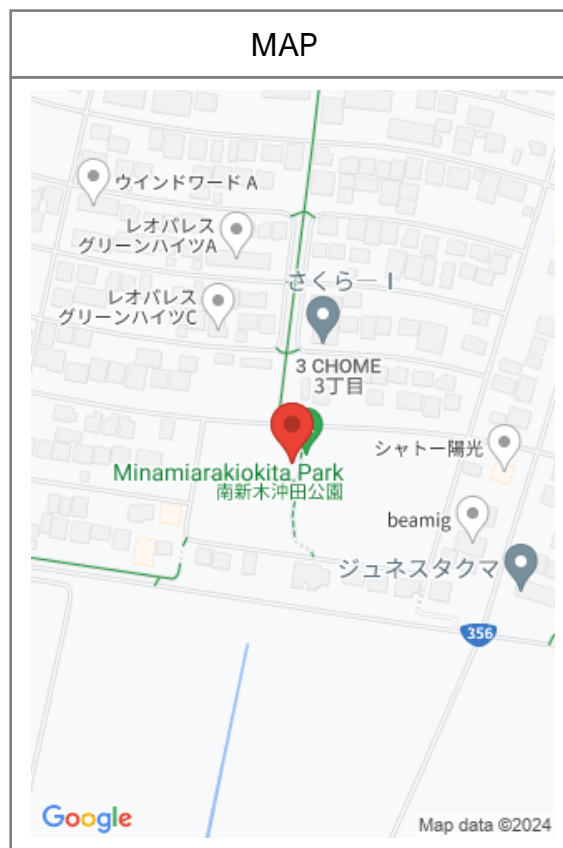 MAP
ウインドワード A
レオパレス
グリーンハイツA
さくらーⅠ
レオパレス
グリーンハイツC
3 CHOME
3丁目
Minamiarakiokita Park
南新木沖田公園
シャトー陽光
beamig
ジュネスタクマ
356
Google
Map data ©2024